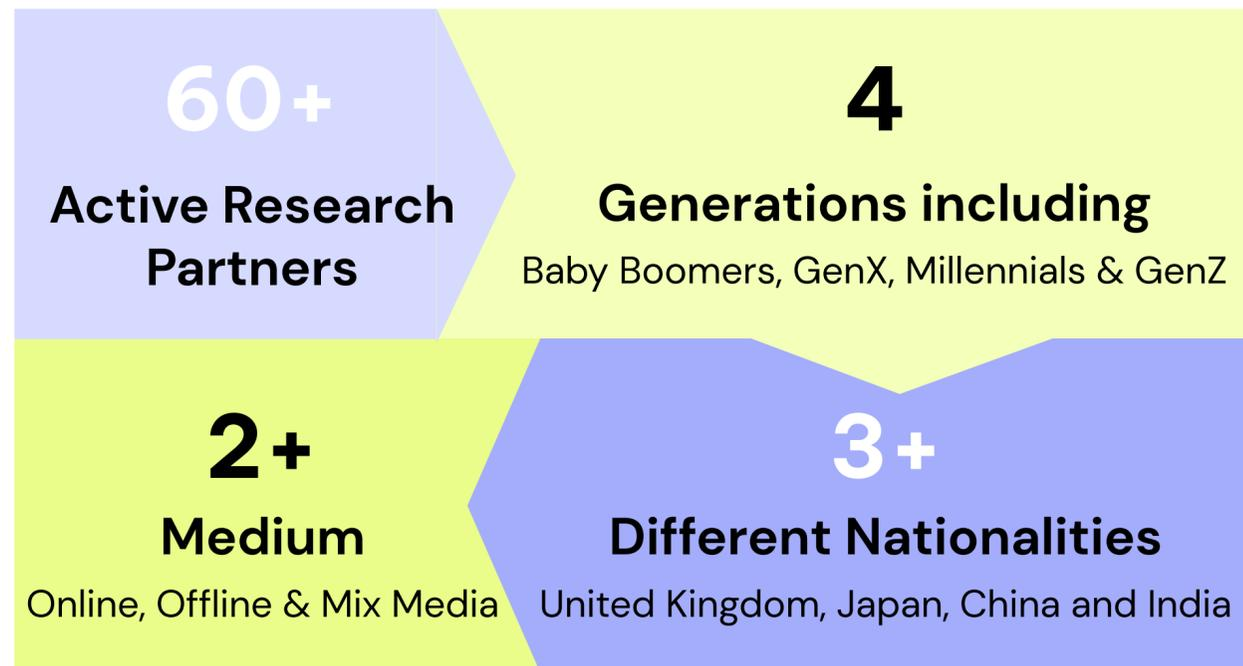 60+
Active Research
Partners
4
Generations including
Baby Boomers, GenX, Millennials & GenZ
2+
Medium
Online, Offline & Mix Media
3+
Different Nationalities
United Kingdom, Japan, China and India